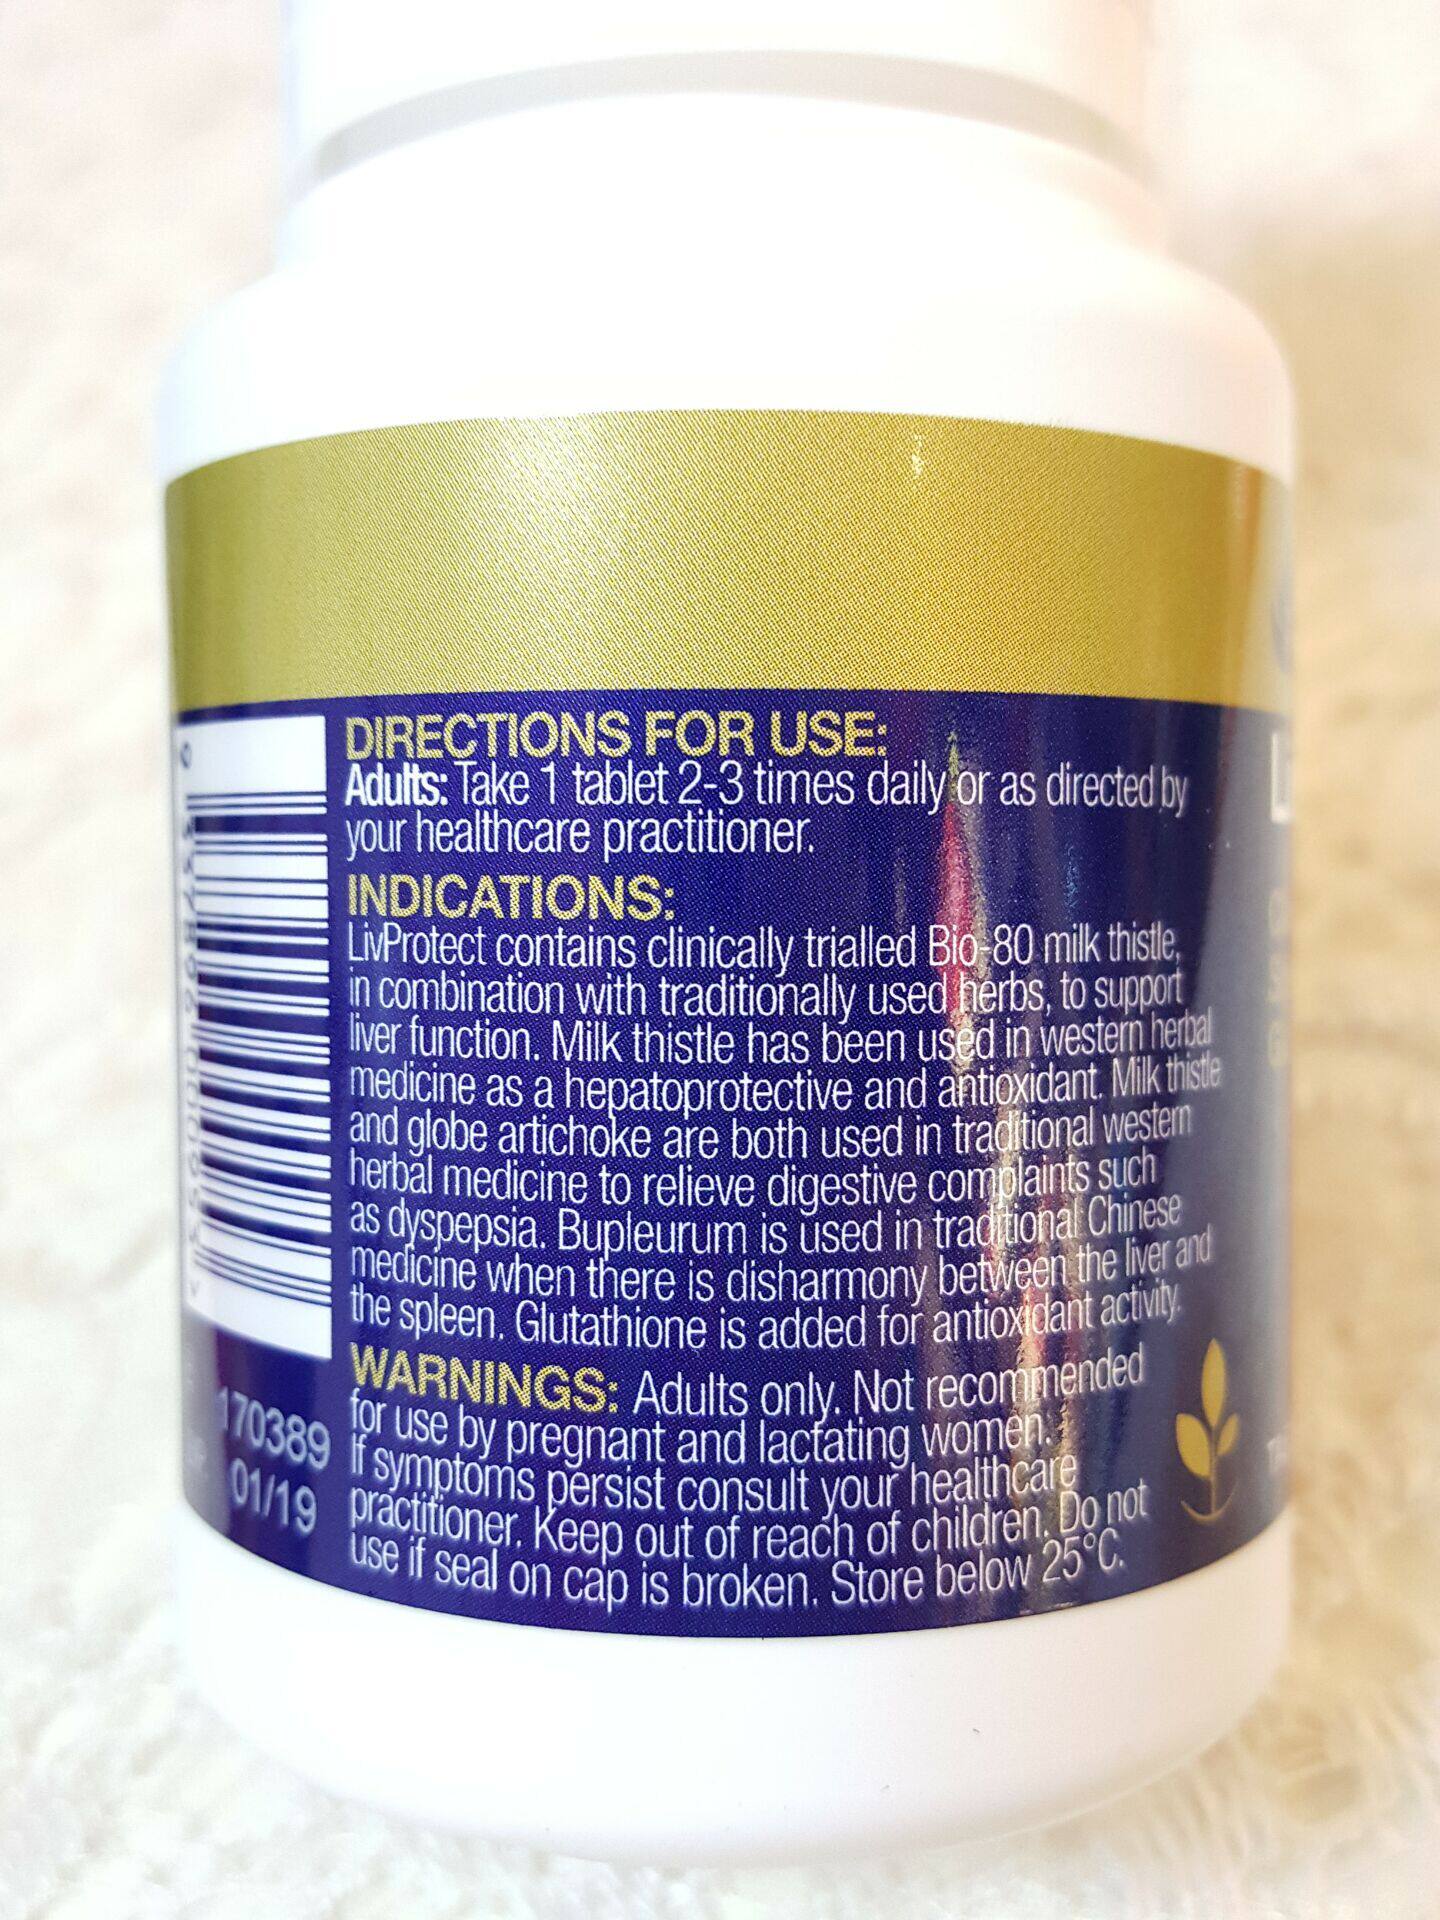 DIRECTIONS FOR USE:
Adults: Take 1 tablet 2-3 times daily or as directed by
your healthcare practitioner.
INDICATIONS:
LivProtect contains clinically trialled Bio-80 milk thistle,
in combination with traditionally used herbs, to support
liver function. Milk thistle has been used in western herbal
medicine as a hepatoprotective and antioxidant. Milk thistle
and globe artichoke are both used in traditional western
herbal medicine to relieve digestive complaints such
as dyspepsia. Bupleurum is used in traditional Chinese
medicine when there is disharmony between the liver and
the spleen. Glutathione is added for antioxidant activity.
WARNINGS: Adults only. Not recommended
for use by pregnant and lactating women.
If symptoms persist consult your healthcare
practitioner. Keep out of reach of children. Do not
use if seal on cap is broken. Store below 25°C.
170389
01/19